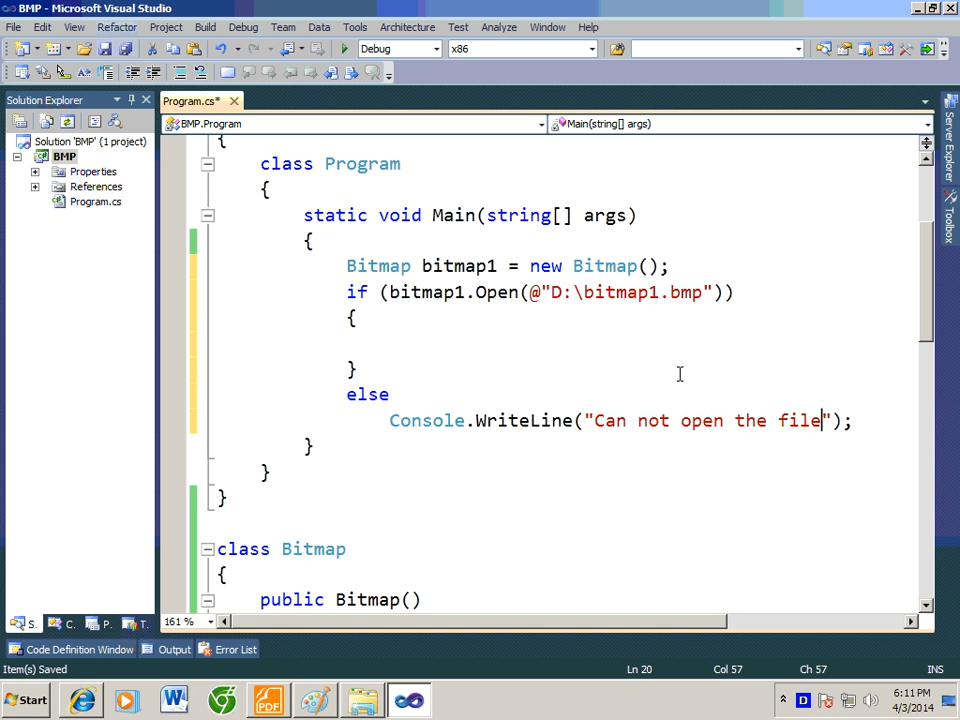 BMP - Microsoft Visual Studio
File Edit View Refactor Project Build Debug Team Data Tools Architecture Test Analyze Window Help
Debug x86
Solution Explorer
Program.cs*
BMP.Program
Main(string[] args)
Solution 'BMP' (1 project)
BMP
Properties
References
Program.cs
{
class Program
{
static void Main(string[] args)
{
Bitmap bitmap1 = new Bitmap();
if (bitmap1.Open(@"D:\bitmap1.bmp"))
{
}
else
Console.WriteLine("Can not open the file");
}
}
}
class Bitmap
{
public Bitmap()
Server Explorer
Toolbox
S. C. P. T.
161 %
Code Definition Window Output Error List
Item(s) Saved Ln 20 Col 57 Ch 57 INS
Start
PDF
D
6:11 PM
4/3/2014